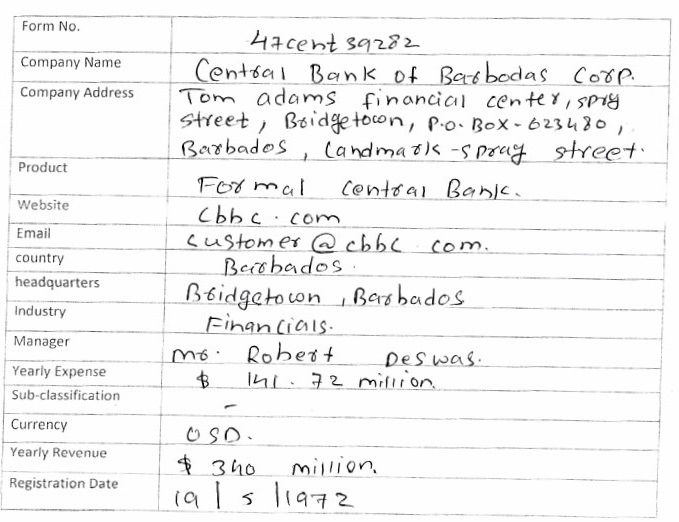 Form No.
47cent39282
Company Name
Central Bank of Barbodas Corp.
Company Address
Tom adams financial center, spry
street, Bridgetown, P.O. BOX - 623480,
Barbados, Landmark - spray street.
Product
Formal Central Bank.
Website
cbbc.com
Email
customer@cbbc com.
country
Barbados.
headquarters
Bridgetown, Barbados
Industry
Financials.
Manager
mr. Robert Deswas.
Yearly Expense
$ 141.72 million
Sub-classification
-
Currency
USD.
Yearly Revenue
$ 340 million.
Registration Date
19/5/1972